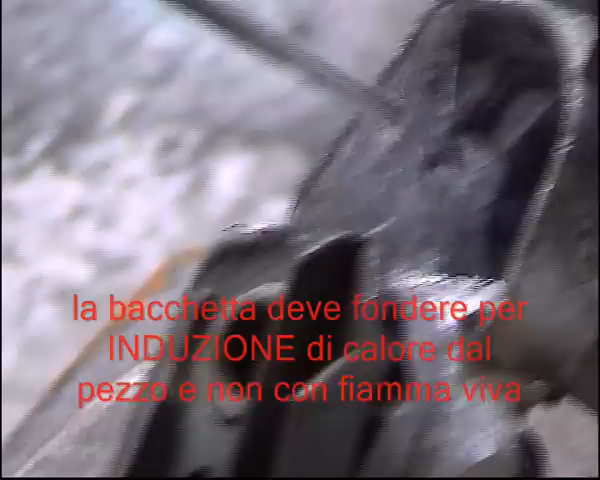 la bacchetta deve fondere per
INDUZIONE di calore dal
pezzo e non con fiamma viva